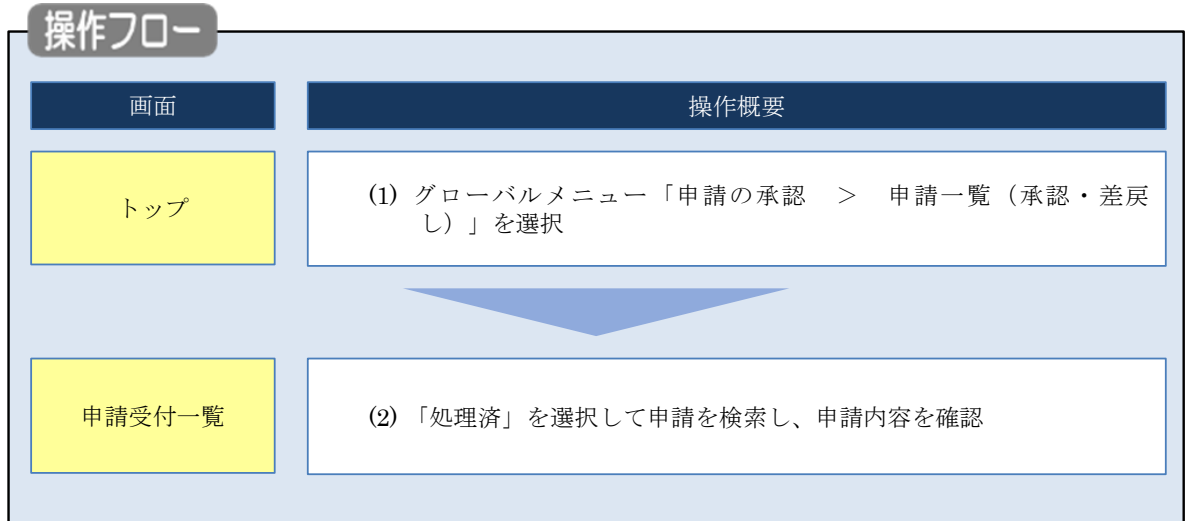 操作フロー
画面
操作概要
トップ
(1) グローバルメニュー「申請の承認　＞　申請一覧（承認・差戻
し）」を選択
申請受付一覧
(2) 「処理済」を選択して申請を検索し、申請内容を確認